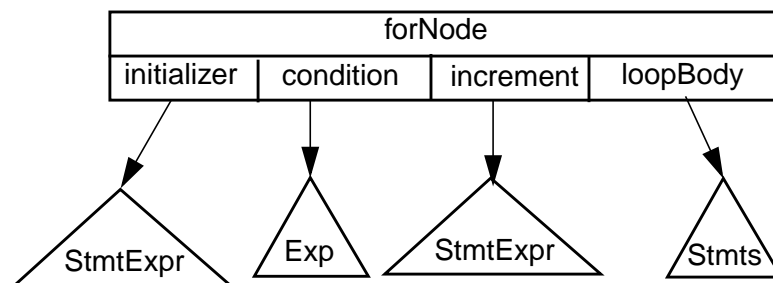 forNode
initializer condition increment loopBody
StmtExpr Exp StmtExpr Stmts